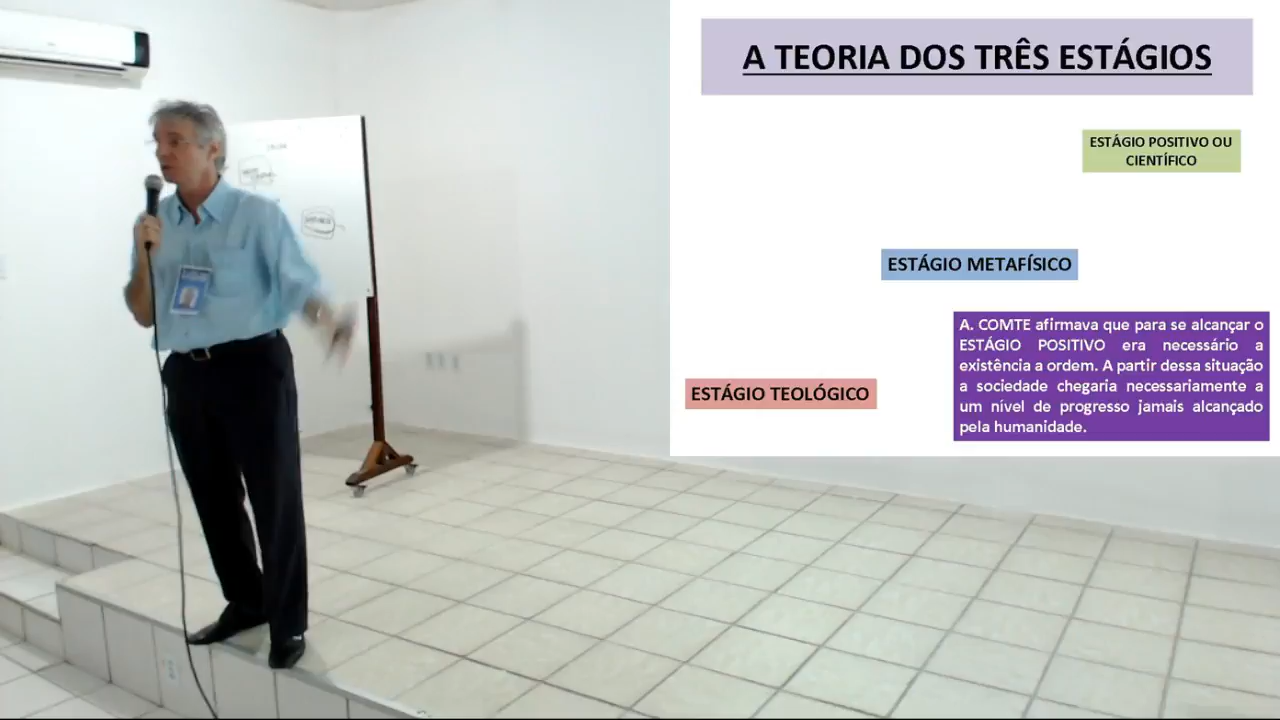 A TEORIA DOS TRÊS ESTÁGIOS
ESTÁGIO POSITIVO OU
CIENTÍFICO
ESTÁGIO METAFÍSICO
A. COMTE afirmava que para se alcançar o
ESTÁGIO POSITIVO era necessário a
existência a ordem. A partir dessa situação
a sociedade chegaria necessariamente a
um nível de progresso jamais alcançado
pela humanidade.
ESTÁGIO TEOLÓGICO